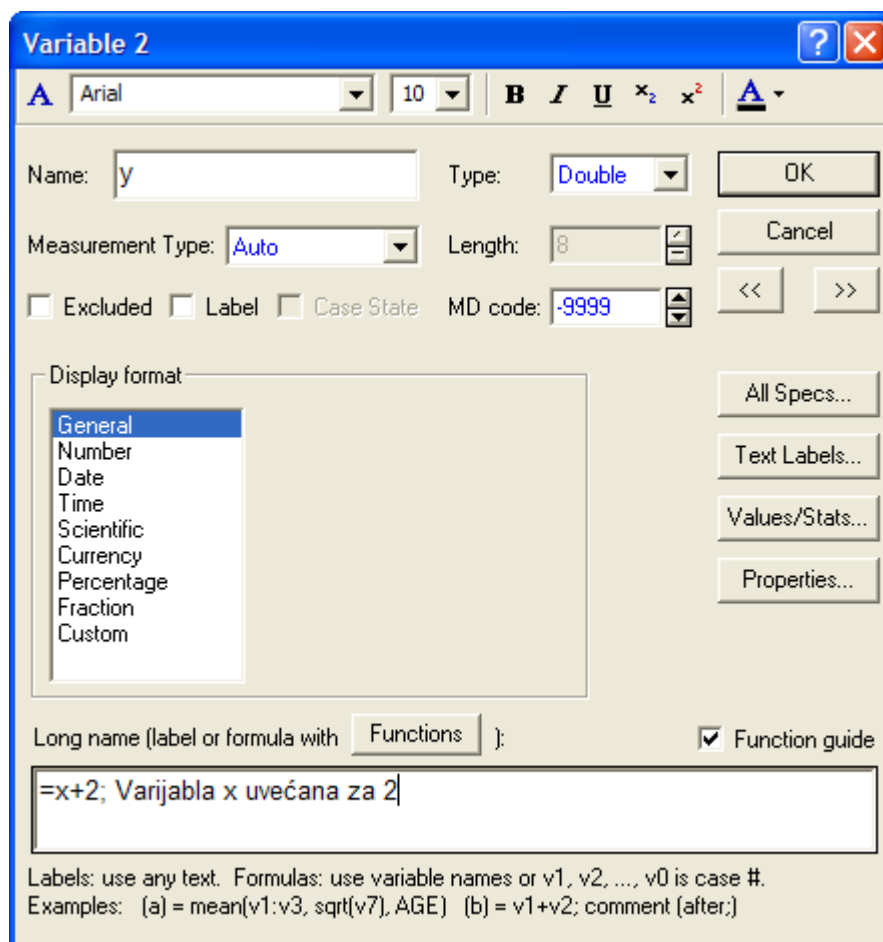 Variable 2
A Arial 10 B I U x₂ x² A
Name: y Type: Double OK
Measurement Type: Auto Length: 8 Cancel
Excluded Label Case State MD code: -9999 << >>
Display format
General
Number
Date
Time
Scientific
Currency
Percentage
Fraction
Custom
All Specs...
Text Labels...
Values/Stats...
Properties...
Long name (label or formula with Functions ): Function guide
=x+2; Varijabla x uvećana za 2
Labels: use any text. Formulas: use variable names or v1, v2, ..., v0 is case #.
Examples: (a) = mean(v1:v3, sqrt(v7), AGE) (b) = v1+v2; comment (after;)